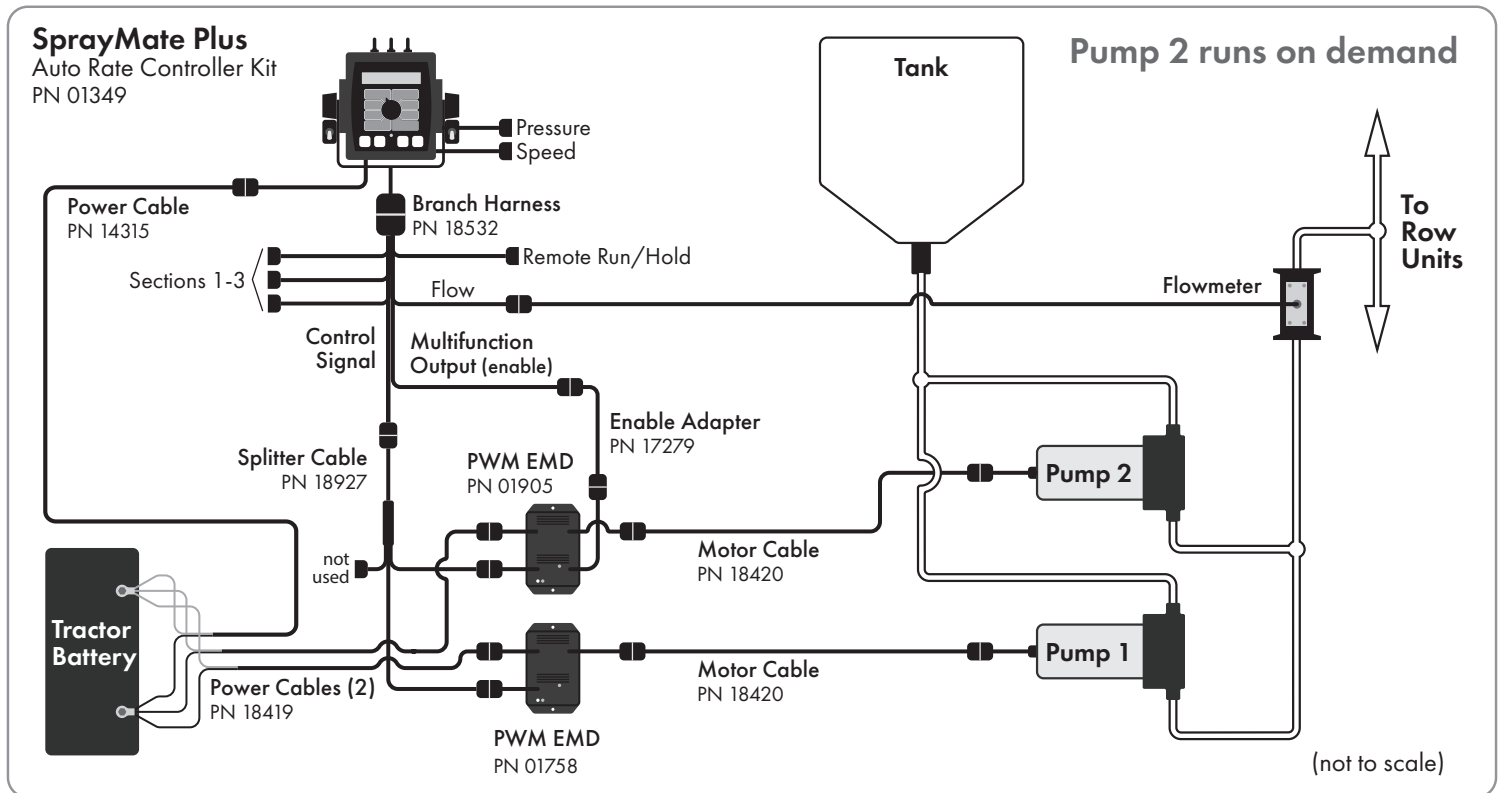 SprayMate Plus
Auto Rate Controller Kit
PN 01349
Pump 2 runs on demand
Tank
Pressure
Speed
Power Cable
PN 14315
Branch Harness
PN 18532
To
Row
Units
Sections 1-3
Remote Run/Hold
Flow
Flowmeter
Control
Signal
Multifunction
Output (enable)
Enable Adapter
PN 17279
Splitter Cable
PN 18927
PWM EMD
PN 01905
Pump 2
not
used
Motor Cable
PN 18420
Tractor
Battery
Pump 1
Motor Cable
PN 18420
Power Cables (2)
PN 18419
PWM EMD
PN 01758
(not to scale)